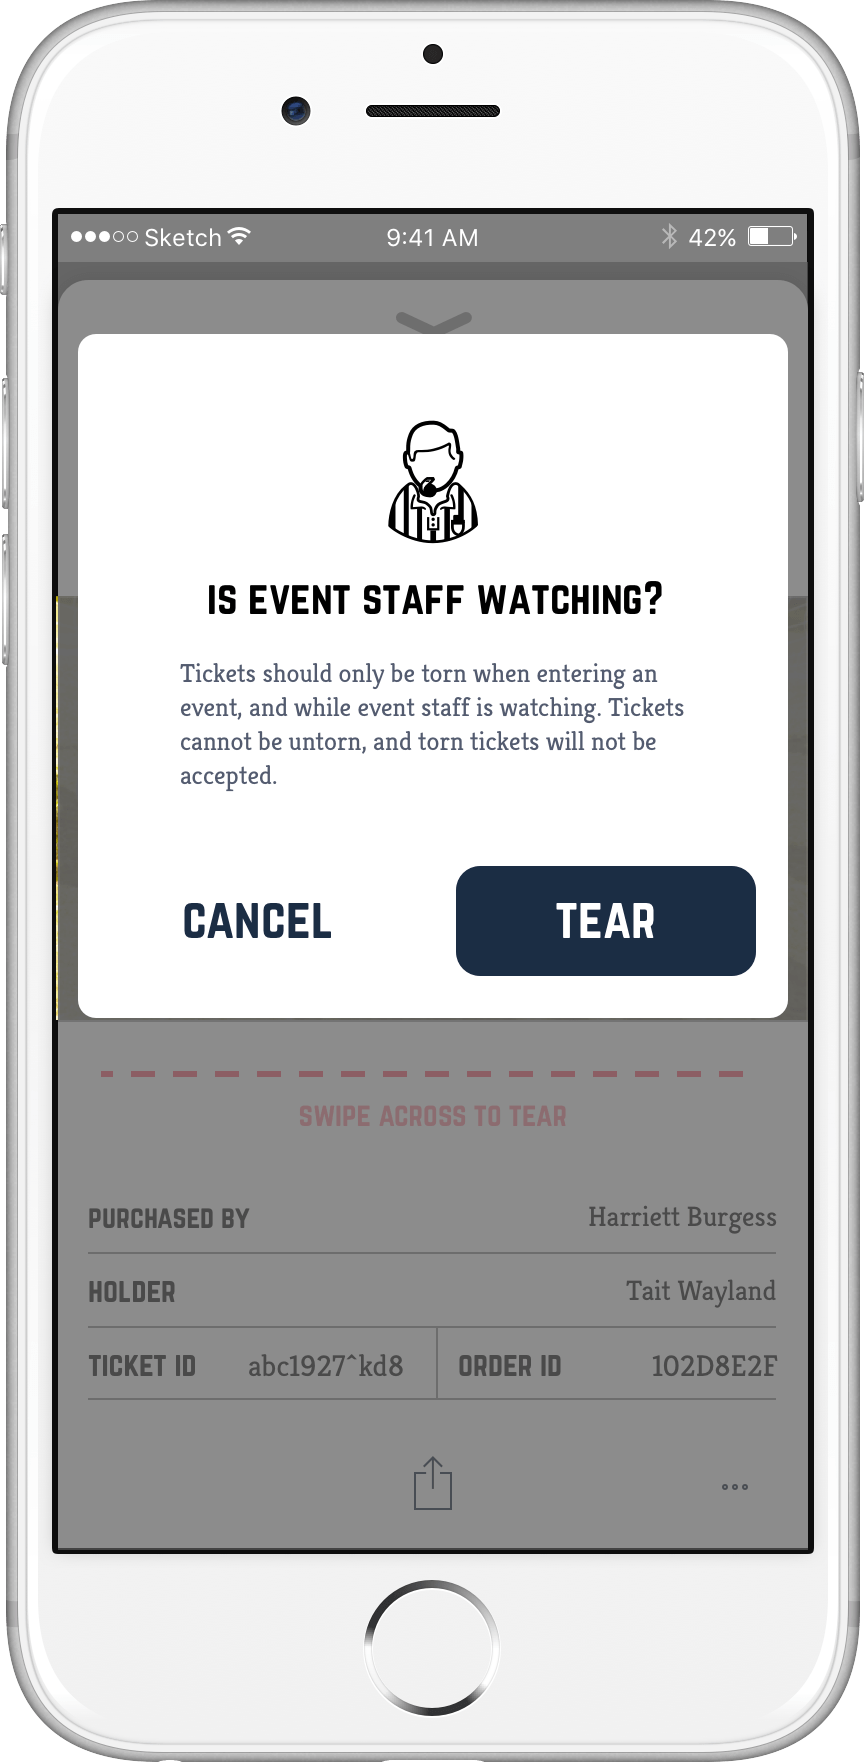 Sketch 9:41 AM 42%
IS EVENT STAFF WATCHING?
Tickets should only be torn when entering an
event, and while event staff is watching. Tickets
cannot be untorn, and torn tickets will not be
accepted.
CANCEL TEAR
SWIPE ACROSS TO TEAR
PURCHASED BY Harriett Burgess
HOLDER Tait Wayland
TICKET ID abc1927^kd8 ORDER ID 102D8E2F